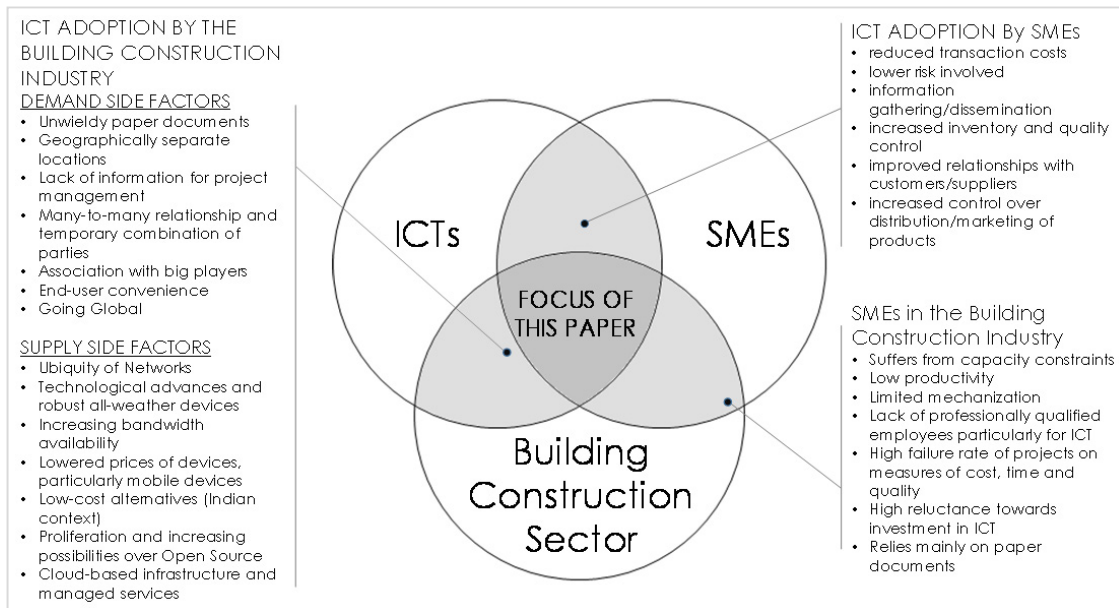 ICT ADOPTION BY THE
BUILDING CONSTRUCTION
INDUSTRY
DEMAND SIDE FACTORS
• Unwieldy paper documents
• Geographically separate
locations
• Lack of information for project
management
• Many-to-many relationship and
temporary combination of
parties
• Association with big players
• End-user convenience
• Going Global
SUPPLY SIDE FACTORS
• Ubiquity of Networks
• Technological advances and
robust all-weather devices
• Increasing bandwidth
availability
• Lowered prices of devices,
particularly mobile devices
• Low-cost alternatives (Indian
context)
• Proliferation and increasing
possibilities over Open Source
• Cloud-based infrastructure and
managed services
ICTs
SMEs
FOCUS OF
THIS PAPER
Building
Construction
Sector
ICT ADOPTION By SMEs
• reduced transaction costs
• lower risk involved
• information
gathering/dissemination
• increased inventory and quality
control
• improved relationships with
customers/suppliers
• increased control over
distribution/marketing of
products
SMEs in the Building
Construction Industry
• Suffers from capacity constraints
• Low productivity
• Limited mechanization
• Lack of professionally qualified
employees particularly for ICT
• High failure rate of projects on
measures of cost, time and
quality
• High reluctance towards
investment in ICT
• Relies mainly on paper
documents